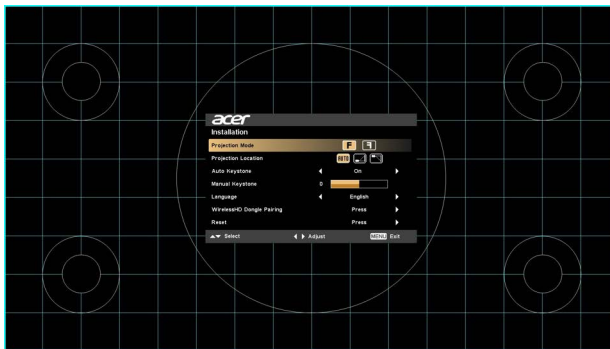 acer
Installation
Projection Mode F F
Projection Location AUTO
Auto Keystone On
Manual Keystone 0
Language English
WirelessHD Dongle Pairing Press
Reset Press
Select Adjust MENU Exit